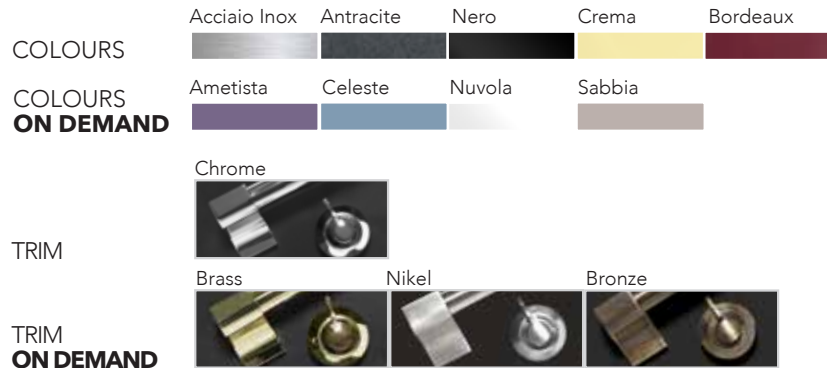 Acciaio Inox Antracite Nero Crema Bordeaux
COLOURS
Ametista Celeste Nuvola Sabbia
COLOURS
ON DEMAND
Chrome
TRIM
Brass Nikel Bronze
TRIM
ON DEMAND